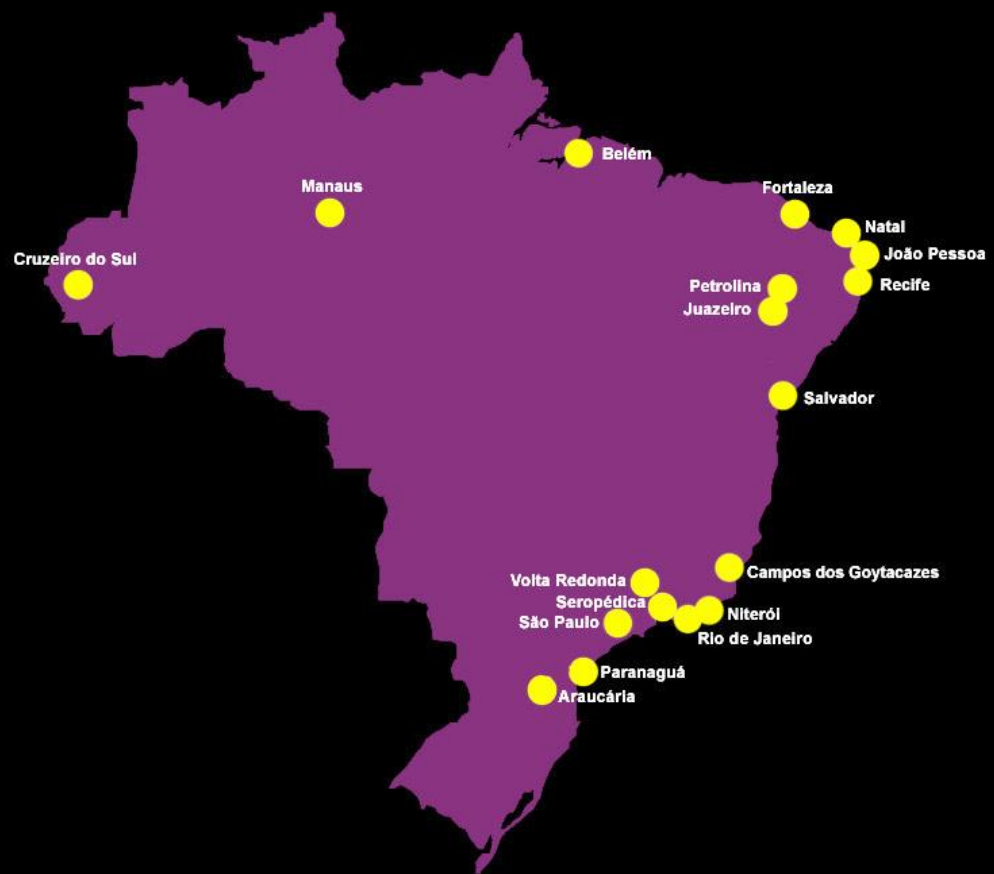 Belém
Manaus
Fortaleza
Natal
João Pessoa
Cruzeiro do Sul
Petrolina
Recife
Juazeiro
Salvador
Campos dos Goytacazes
Volta Redonda
Seropédica
Niterói
São Paulo
Rio de Janeiro
Paranaguá
Araucária